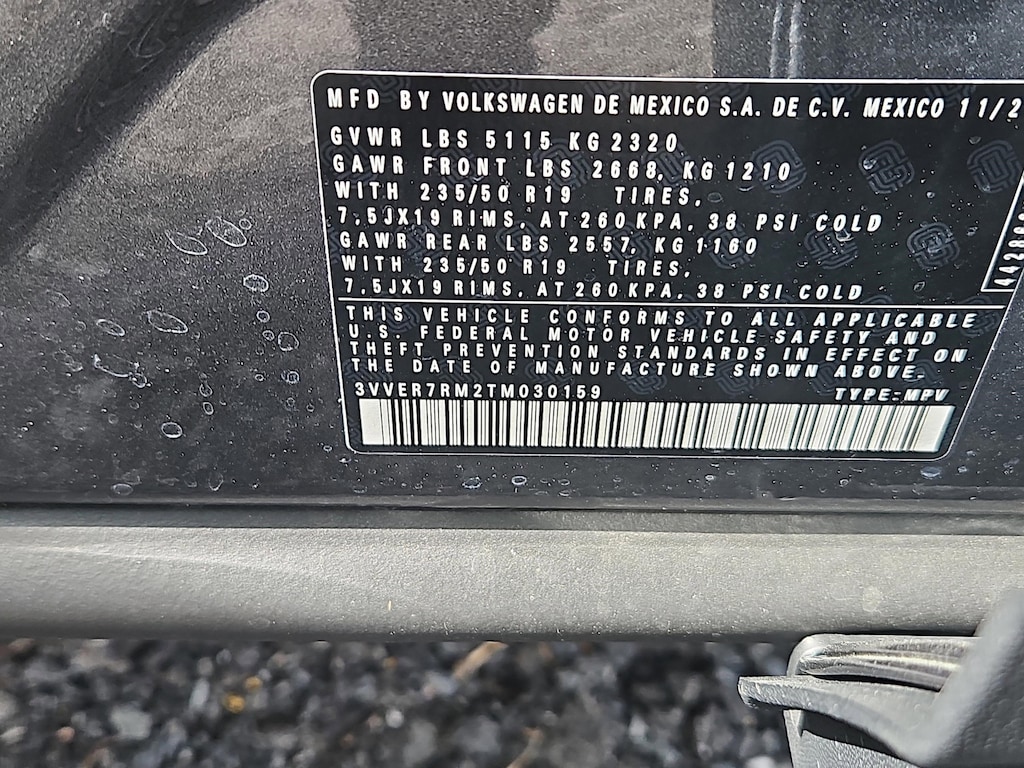 MFD BY VOLKSWAGEN DE MEXICO S.A. DE C.V. MEXICO 11/2
GVWR LBS 5115 KG 2320
GAWR FRONT LBS 2668, KG 1210
WITH 235/50 R19 TIRES,
7,5JX19 RIMS, AT 260 KPA, 38 PSI COLD
GAWR REAR LBS 2557, KG 1160
WITH 235/50 R19 TIRES,
7,5JX19 RIMS, AT 260 KPA, 38 PSI COLD
THIS VEHICLE CONFORMS TO ALL APPLICABLE
U.S. FEDERAL MOTOR VEHICLE SAFETY AND
THEFT PREVENTION STANDARDS IN EFFECT ON
THE DATE OF MANUFACTURE SHOWN ABOVE.
3VVER7RM2TM030159 TYPE-MPV